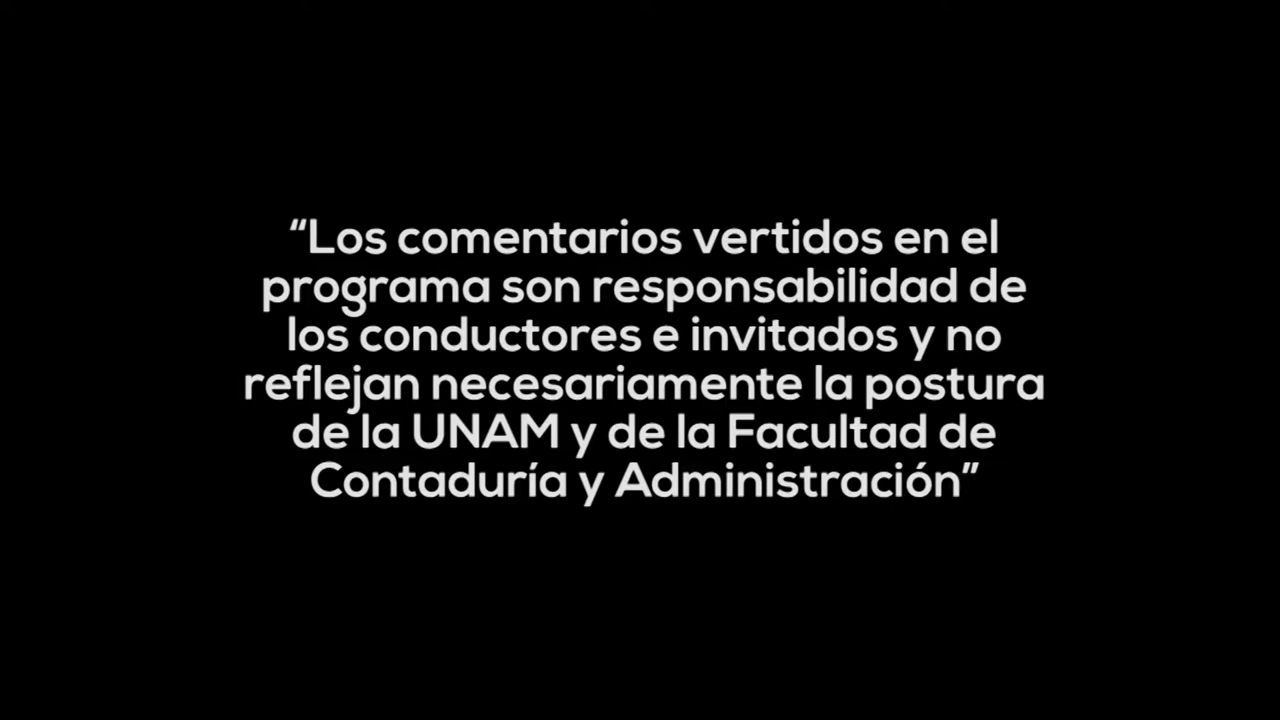 “Los comentarios vertidos en el
programa son responsabilidad de
los conductores e invitados y no
reflejan necesariamente la postura
de la UNAM y de la Facultad de
Contaduría y Administración”